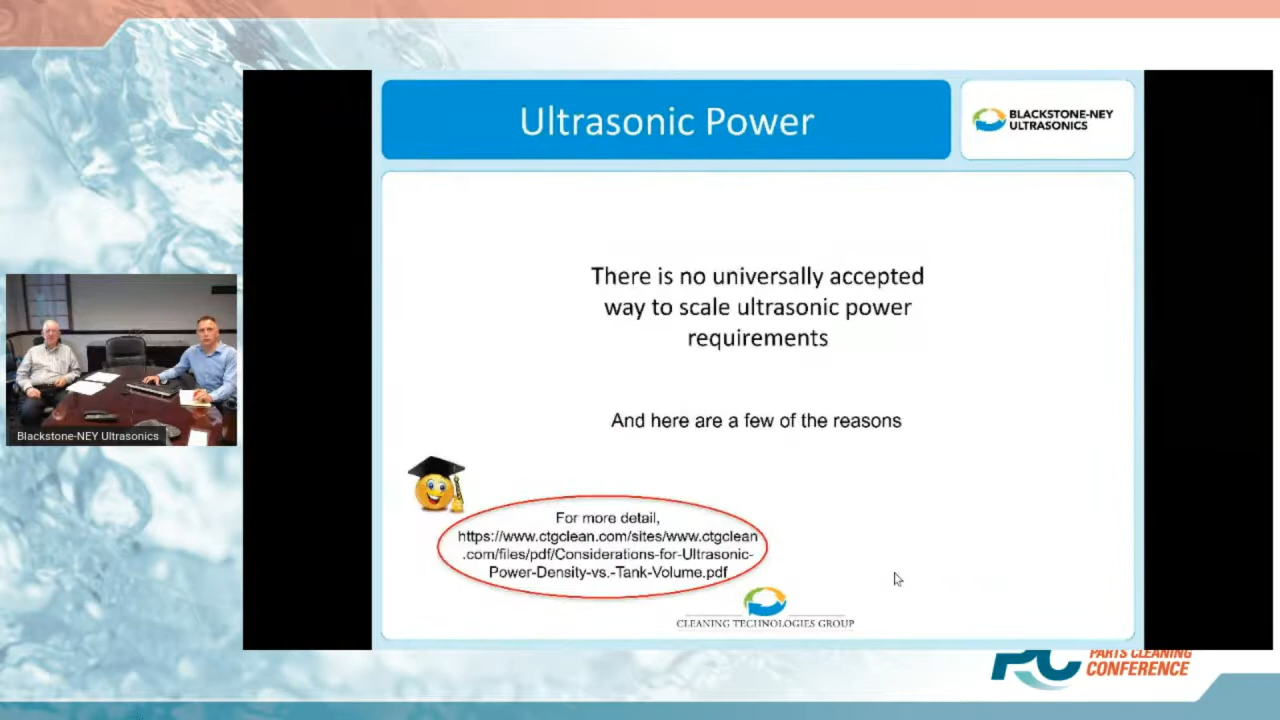 Ultrasonic Power
BLACKSTONE-NEY
ULTRASONICS
There is no universally accepted
way to scale ultrasonic power
requirements
And here are a few of the reasons
For more detail,
https://www.ctgclean.com/sites/www.ctgclean
.com/files/pdf/Considerations-for-Ultrasonic-
Power-Density-vs.-Tank-Volume.pdf
CLEANING TECHNOLOGIES GROUP
Blackstone-NEY Ultrasonics
PC
PARTS CLEANING
CONFERENCE